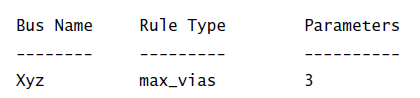 Bus Name Rule Type Parameters
-------- --------- ----------
Xyz max_vias 3